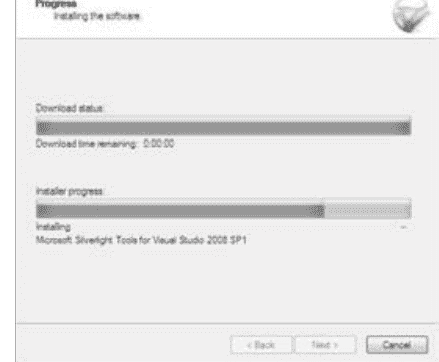 Progress
Installing the software.
Download status:
Download time remaining: 0:00:00
Installer progress:
Installing
Microsoft Silverlight Tools for Visual Studio 2008 SP1
< Back Next > Cancel